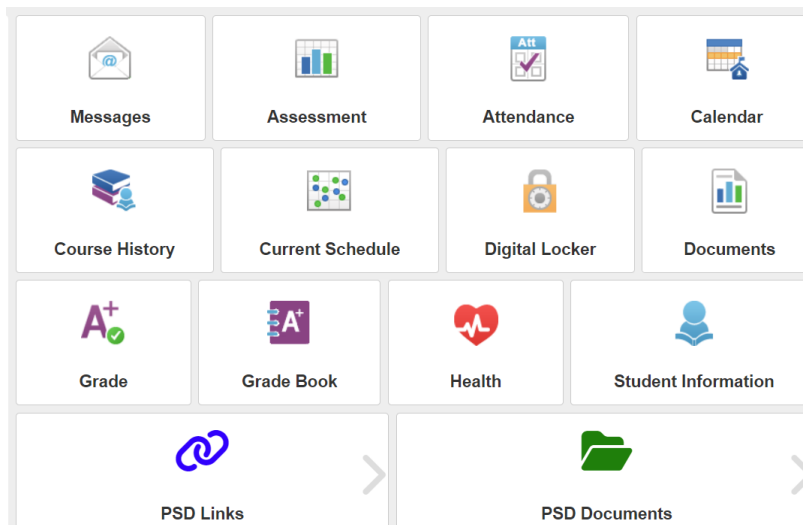 @
Att
Messages
Assessment
Attendance
Calendar
Course History
Current Schedule
Digital Locker
Documents
A+
A+
Grade
Grade Book
Health
Student Information
PSD Links
PSD Documents